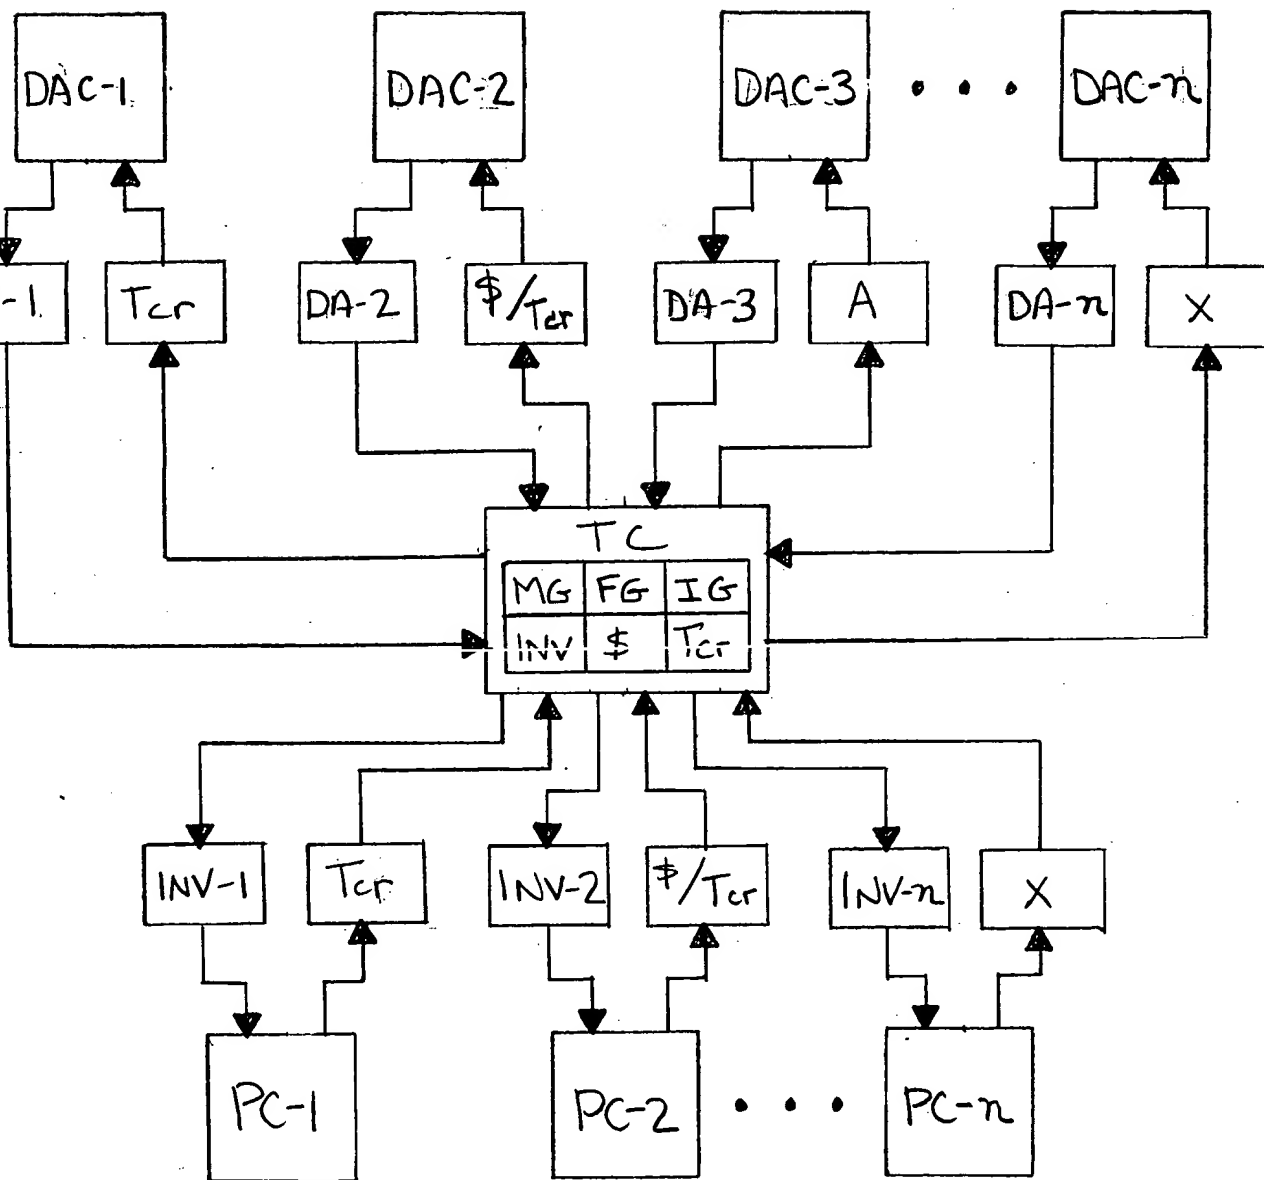 DAC-1 DAC-2 DAC-3 • • • DAC-n
-1 Tcr DA-2 $/Tcr DA-3 A DA-n X
TC
MG FG IG
INV $ Tcr
INV-1 Tcr INV-2 $/Tcr INV-n X
PC-1 PC-2 • • • PC-n